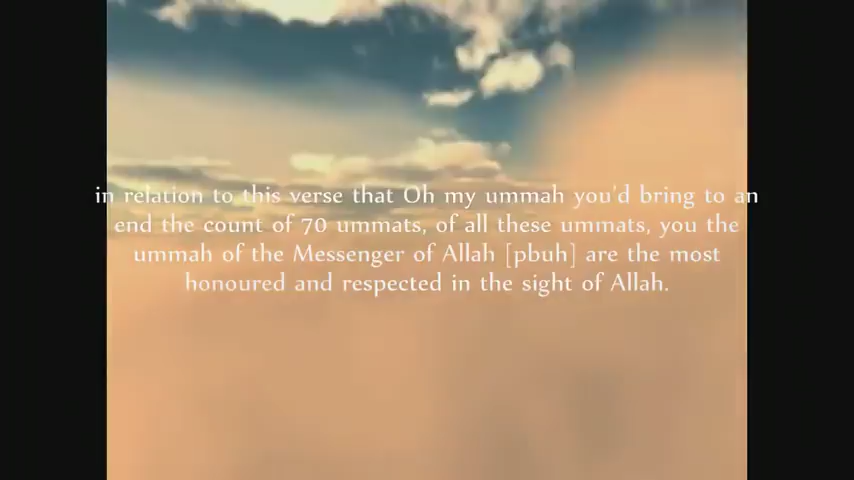 in relation to this verse that Oh my ummah you'd bring to an
end the count of 70 ummats, of all these ummats, you the
ummah of the Messenger of Allah [pbuh] are the most
honoured and respected in the sight of Allah.